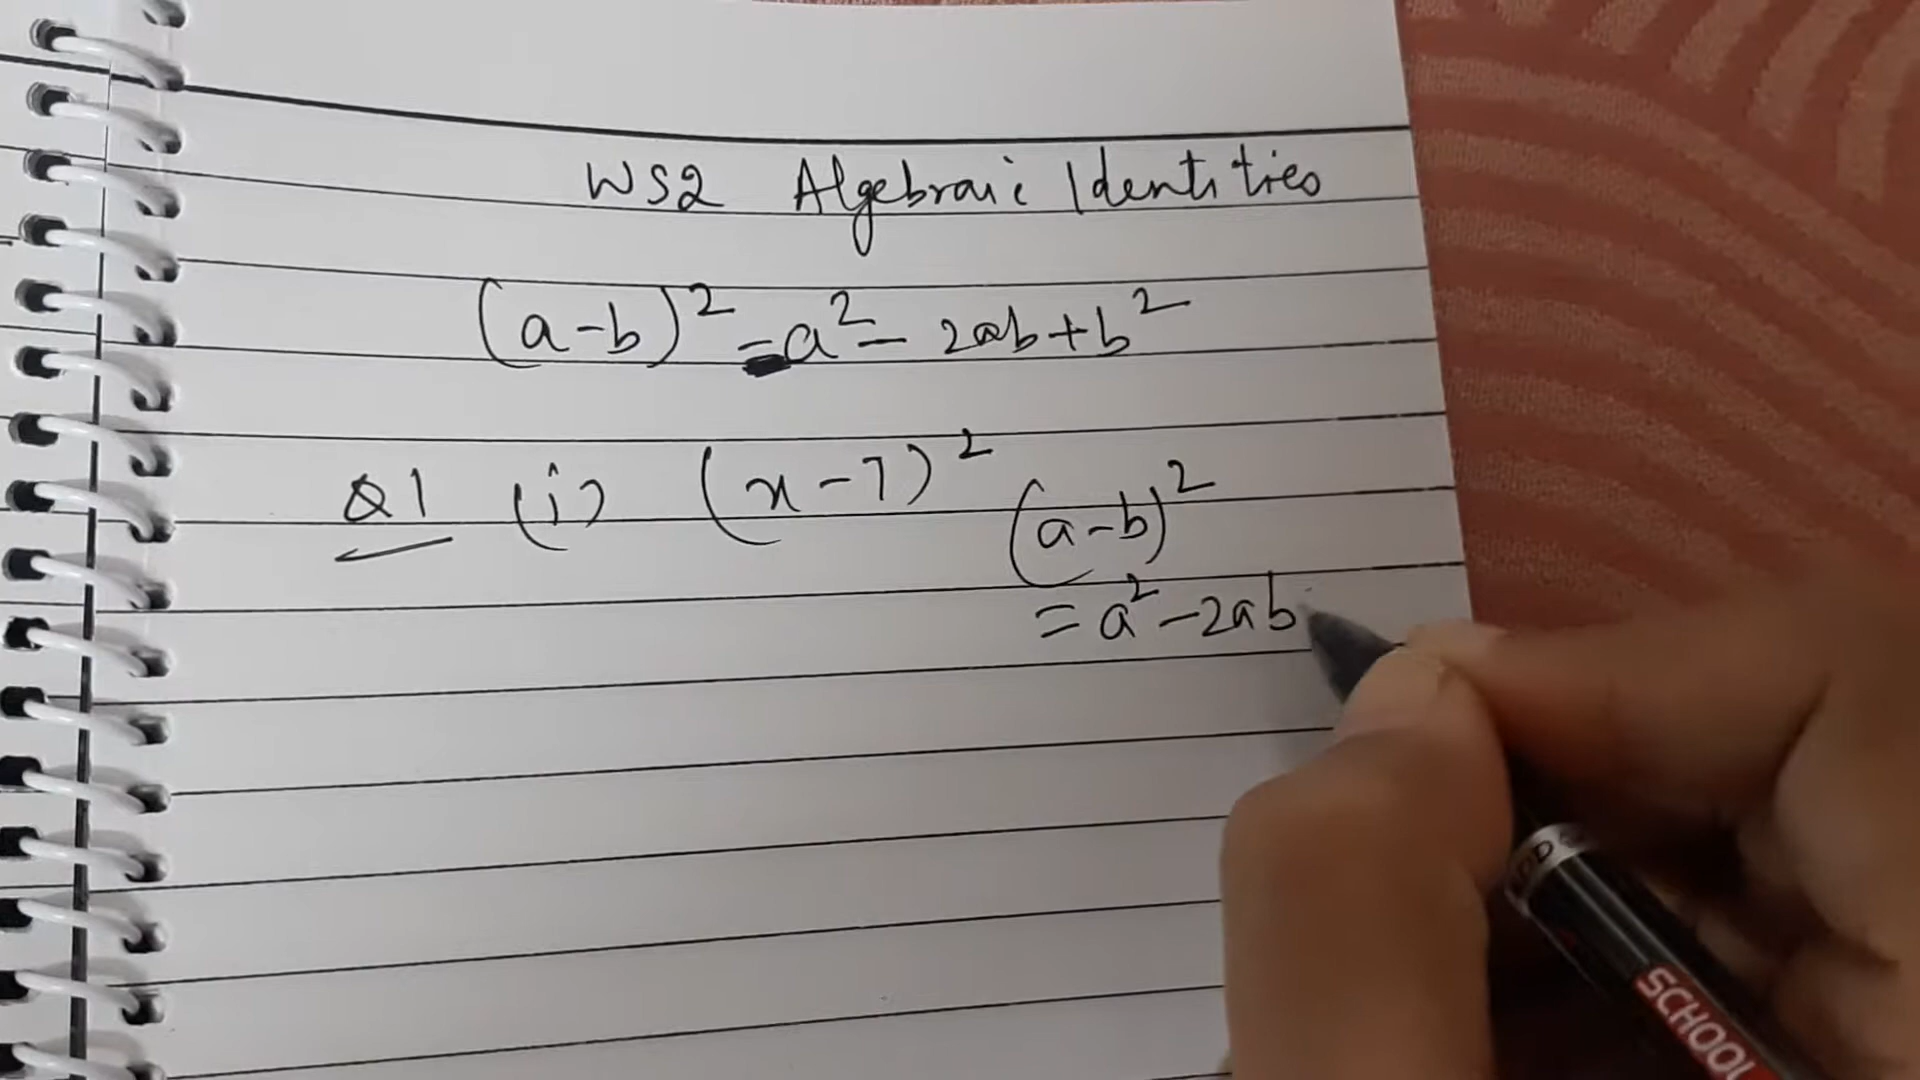 WS2 Algebraic Identities
(a-b)² = a² - 2ab + b²
Q1 (i) (x-7)²
(a-b)²
= a² - 2ab
SCHOOL